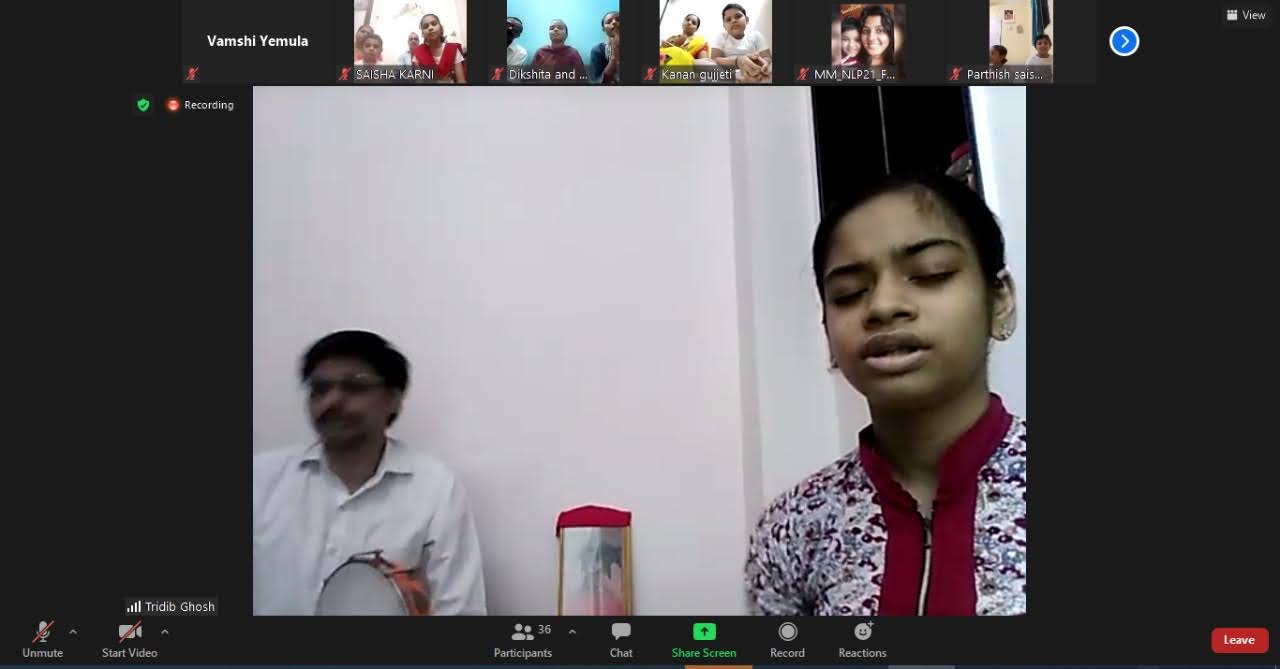 Vamshi Yemula
SAISHA KARNI
Dikshita and ...
Kanan gujjeti
MM_NLP21_F...
Parthish sais...
View
Recording
Tridib Ghosh
Unmute
Start Video
36
Participants
Chat
Share Screen
Record
Reactions
Leave